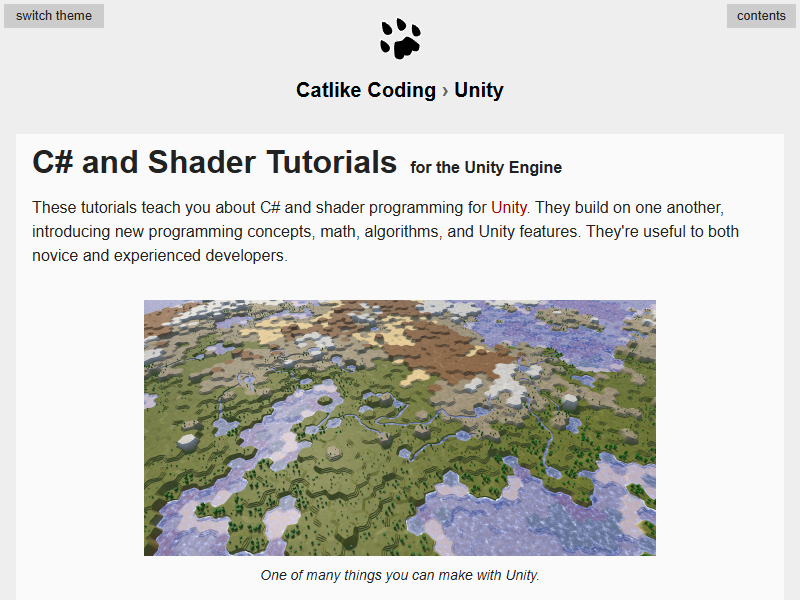 switch theme
contents
Catlike Coding › Unity
C# and Shader Tutorials for the Unity Engine
These tutorials teach you about C# and shader programming for Unity. They build on one another,
introducing new programming concepts, math, algorithms, and Unity features. They're useful to both
novice and experienced developers.
One of many things you can make with Unity.